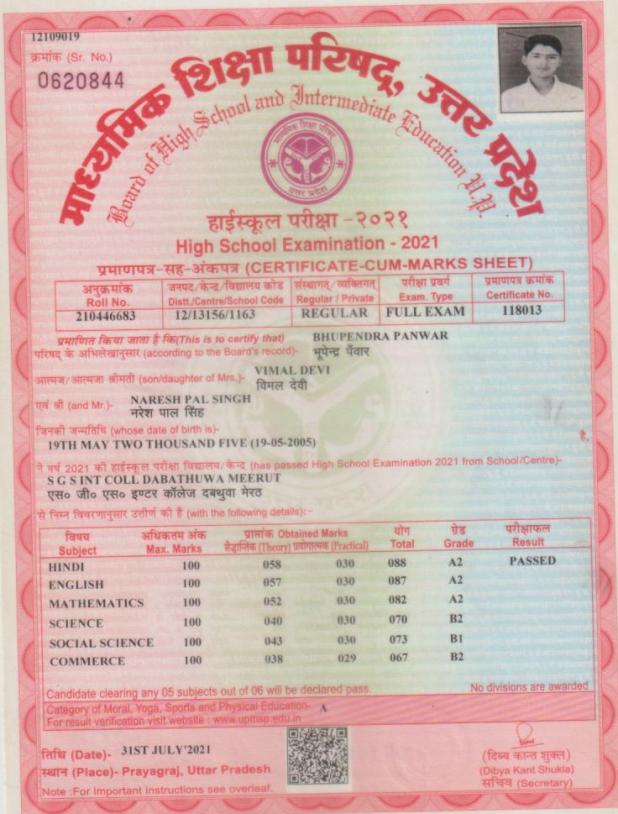 12109019
क्रमांक (Sr. No.)
0620844
माध्यमिक शिक्षा परिषद्, उत्तर प्रदेश
Board of High School and Intermediate Education U.P.
माध्यमिक शिक्षा परिषद्
उत्तर प्रदेश
हाईस्कूल परीक्षा -२०२१
High School Examination - 2021
प्रमाणपत्र-सह-अंकपत्र (CERTIFICATE-CUM-MARKS SHEET)
अनुक्रमांक जनपद/केन्द्र/विद्यालय कोड संस्थागत/व्यक्तिगत परीक्षा प्रवर्ग प्रमाणपत्र क्रमांक
Roll No. Distt./Centre/School Code Regular / Private Exam. Type Certificate No.
210446683 12/13156/1163 REGULAR FULL EXAM 118013
प्रमाणित किया जाता है कि(This is to certify that) BHUPENDRA PANWAR
परिषद के अभिलेखानुसार (according to the Board's record)- भूपेन्द्र पँवार
VIMAL DEVI
आत्मज/आत्मजा श्रीमती (son/daughter of Mrs.)- विमल देवी
NARESH PAL SINGH
एवं श्री (and Mr.)- नरेश पाल सिंह
जिनकी जन्मतिथि (whose date of birth is)-
19TH MAY TWO THOUSAND FIVE (19-05-2005) है,
ने वर्ष 2021 की हाईस्कूल परीक्षा विद्यालय/केन्द्र (has passed High School Examination 2021 from School/Centre)-
S G S INT COLL DABATHUWA MEERUT
एस० जी० एस० इण्टर कॉलेज दबथुवा मेरठ
से निम्न विवरणानुसार उत्तीर्ण की है (with the following details):-
विषय अधिकतम अंक प्राप्तांक Obtained Marks योग ग्रेड परीक्षाफल
Subject Max. Marks सैद्धान्तिक (Theory) प्रयोगात्मक (Practical) Total Grade Result
HINDI 100 058 030 088 A2 PASSED
ENGLISH 100 057 030 087 A2
MATHEMATICS 100 052 030 082 A2
SCIENCE 100 040 030 070 B2
SOCIAL SCIENCE 100 043 030 073 B1
COMMERCE 100 038 029 067 B2
Candidate clearing any 05 subjects out of 06 will be declared pass. No divisions are awarded
Category of Moral, Yoga, Sports and Physical Education- A
For result verification visit website : www.upmsp.edu.in
तिथि (Date)- 31ST JULY'2021
स्थान (Place)- Prayagraj, Uttar Pradesh
Note :For Important Instructions see overleaf.
(दिब्य कान्त शुक्ल)
(Dibya Kant Shukla)
सचिव (Secretary)